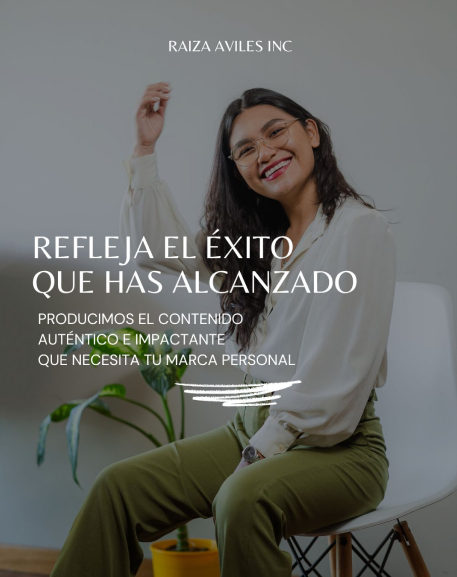 RAIZA AVILES INC
REFLEJA EL ÉXITO
QUE HAS ALCANZADO
PRODUCIMOS EL CONTENIDO
AUTÉNTICO E IMPACTANTE
QUE NECESITA TU MARCA PERSONAL